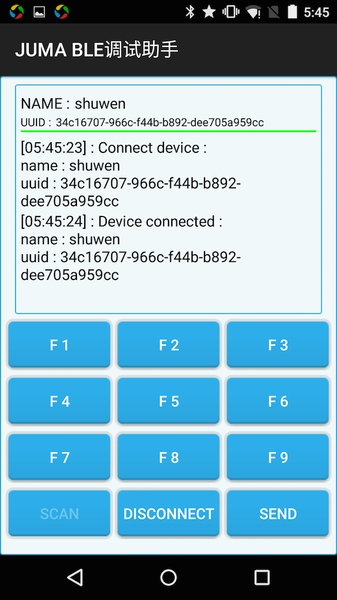 5:45
JUMA BLE调试助手
NAME : shuwen
UUID : 34c16707-966c-f44b-b892-dee705a959cc
[05:45:23] : Connect device :
name : shuwen
uuid : 34c16707-966c-f44b-b892-
dee705a959cc
[05:45:24] : Device connected :
name : shuwen
uuid : 34c16707-966c-f44b-b892-
dee705a959cc
F 1 F 2 F 3
F 4 F 5 F 6
F 7 F 8 F 9
SCAN DISCONNECT SEND